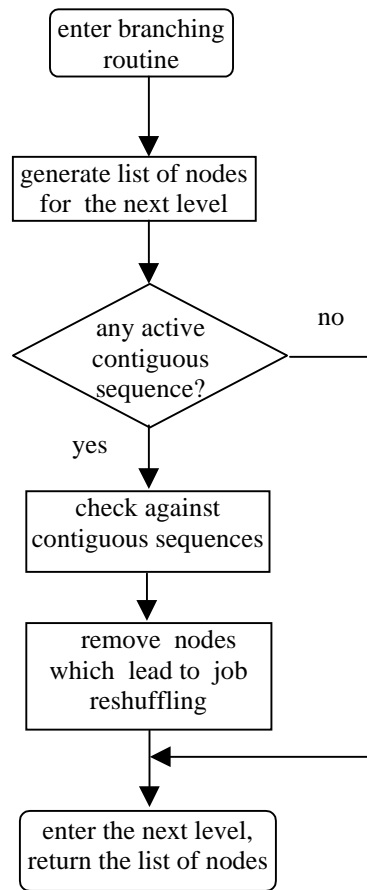 enter branching
routine
generate list of nodes
for the next level
any active
contiguous
sequence?
no
yes
check against
contiguous sequences
remove nodes
which lead to job
reshuffling
enter the next level,
return the list of nodes